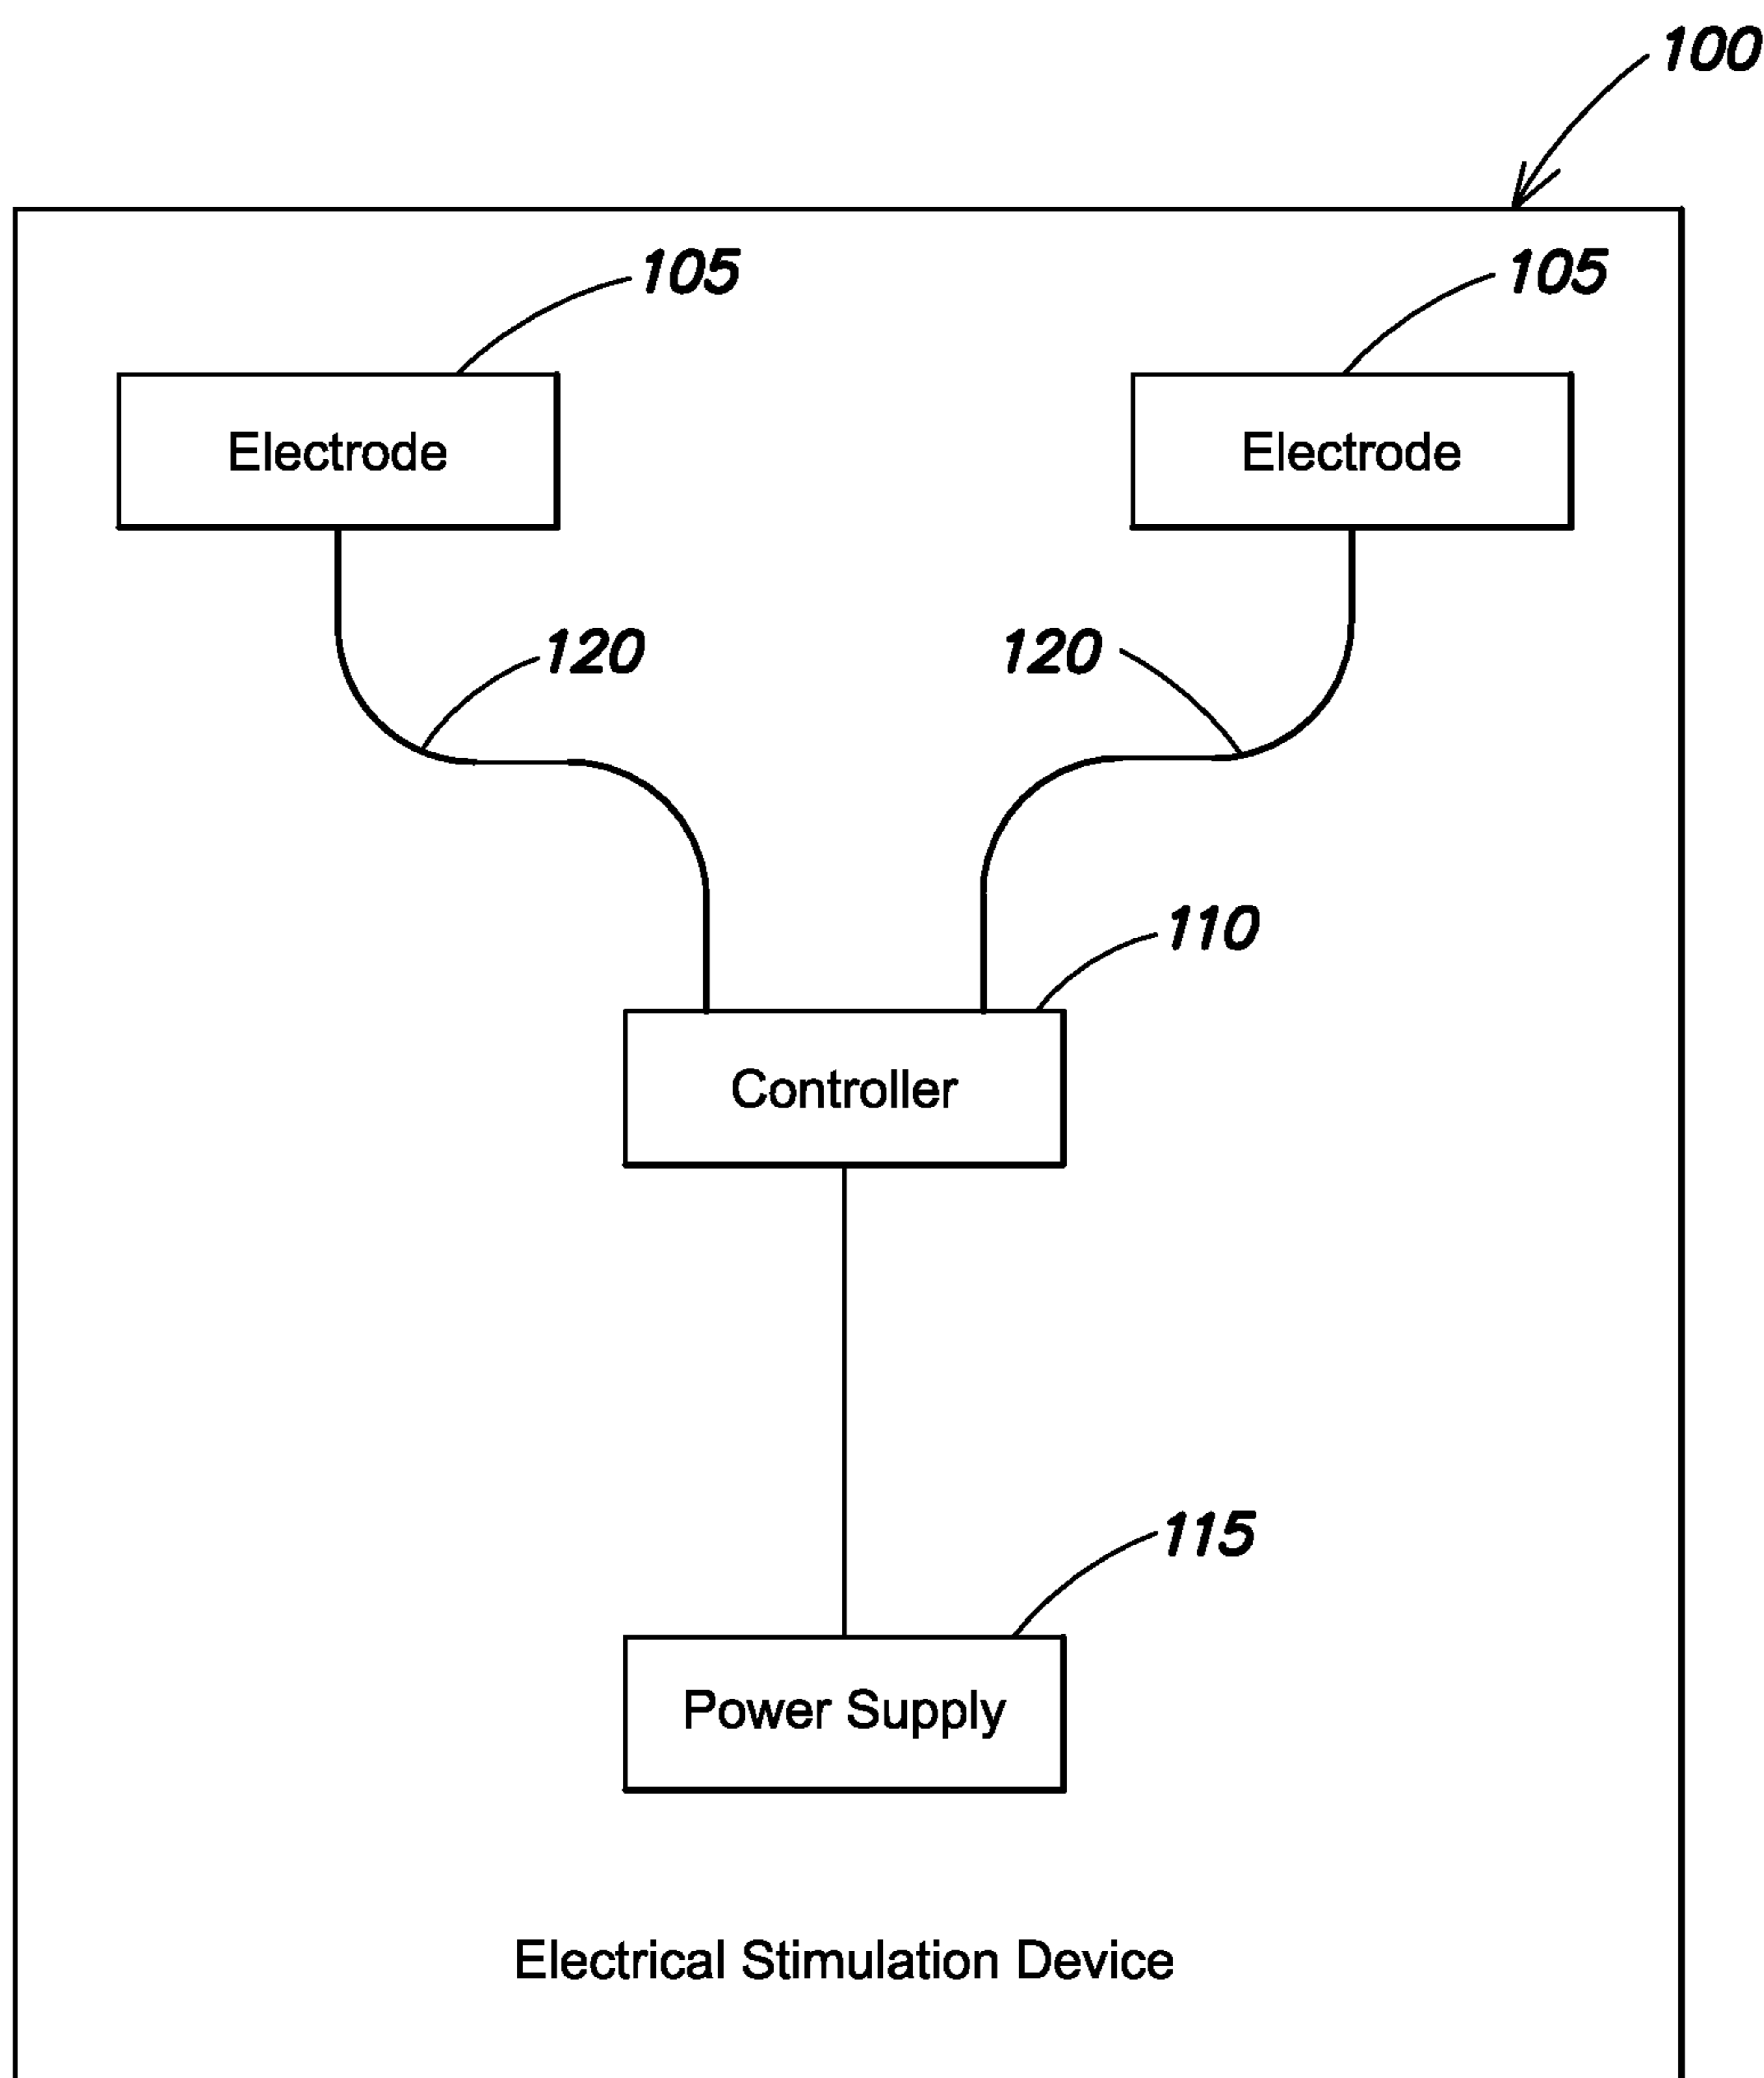 100
105
105
Electrode
Electrode
120
120
110
Controller
115
Power Supply
Electrical Stimulation Device